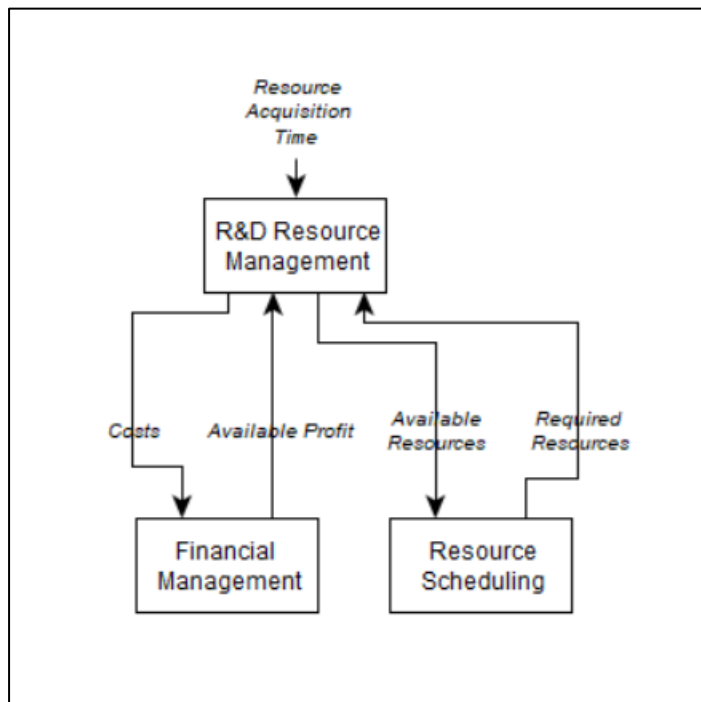 Resource
Acquisition
Time
R&D Resource
Management
Costs
Available Profit
Available
Resources
Required
Resources
Financial
Management
Resource
Scheduling